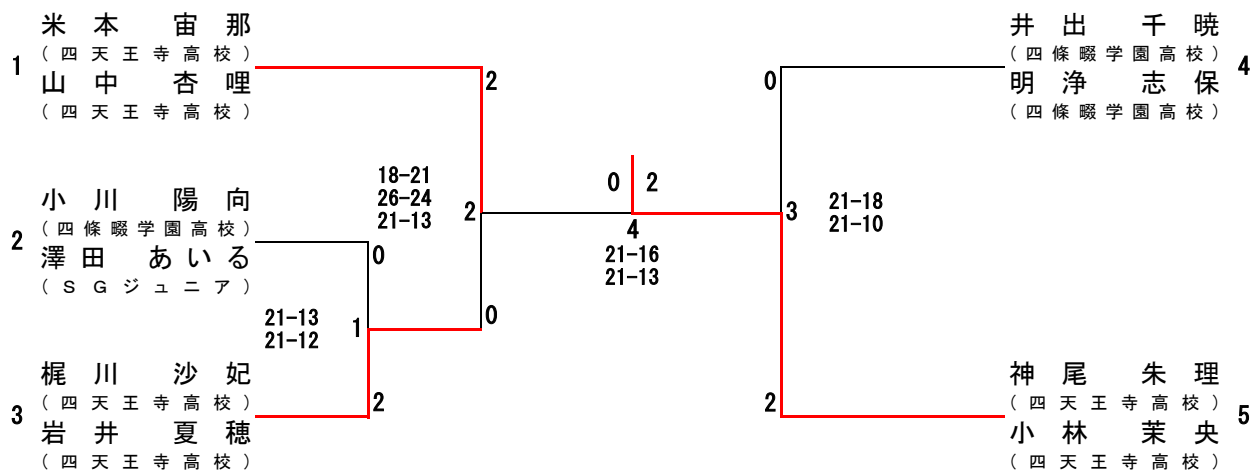 1
米本 宙那
(四天王寺高校)
山中 杏哩
(四天王寺高校)
2
小川 陽向
(四條畷学園高校)
澤田 あいる
(SGジュニア)
3
梶川 沙妃
(四天王寺高校)
岩井 夏穂
(四天王寺高校)
0
1
21-13
21-12
2
2
18-21
26-24
21-13
2
0
0 2
4
21-16
21-13
0
3
21-18
21-10
2
井出 千暁
(四條畷学園高校)
明浄 志保
(四條畷学園高校)
4
神尾 朱理
(四天王寺高校)
小林 茉央
(四天王寺高校)
5